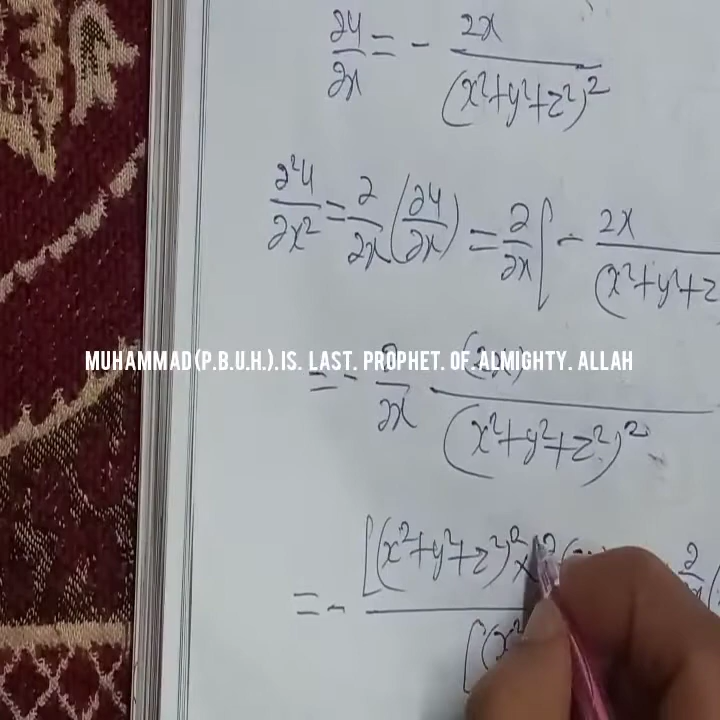 ∂u/∂x = - 2x/(x²+y²+z²)²
∂²u/∂x² = ∂/∂x (∂u/∂x) = ∂/∂x [ - 2x/(x²+y²+z
MUHAMMAD(P.B.U.H.).IS. LAST. PROPHET. OF.ALMIGHTY. ALLAH
= - ∂/∂x (2x)/(x²+y²+z²)²
= - [(x²+y²+z²)² x ∂ ∂/∂x / [(x²